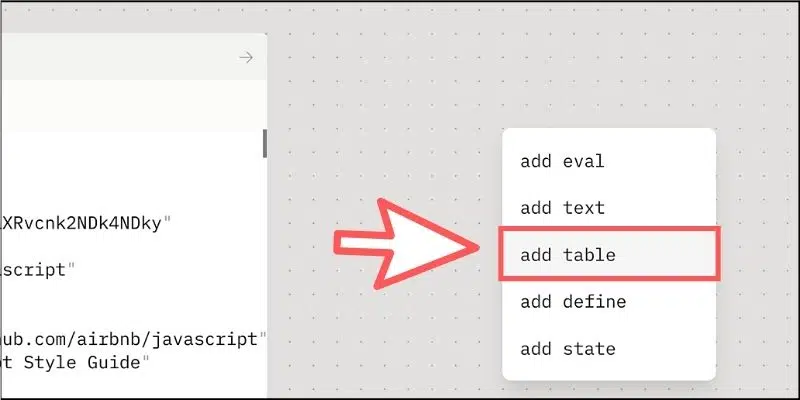 XRvcnk2NDk4NDky"
script"
ub.com/airbnb/javascript"
t Style Guide"
add eval
add text
add table
add define
add state